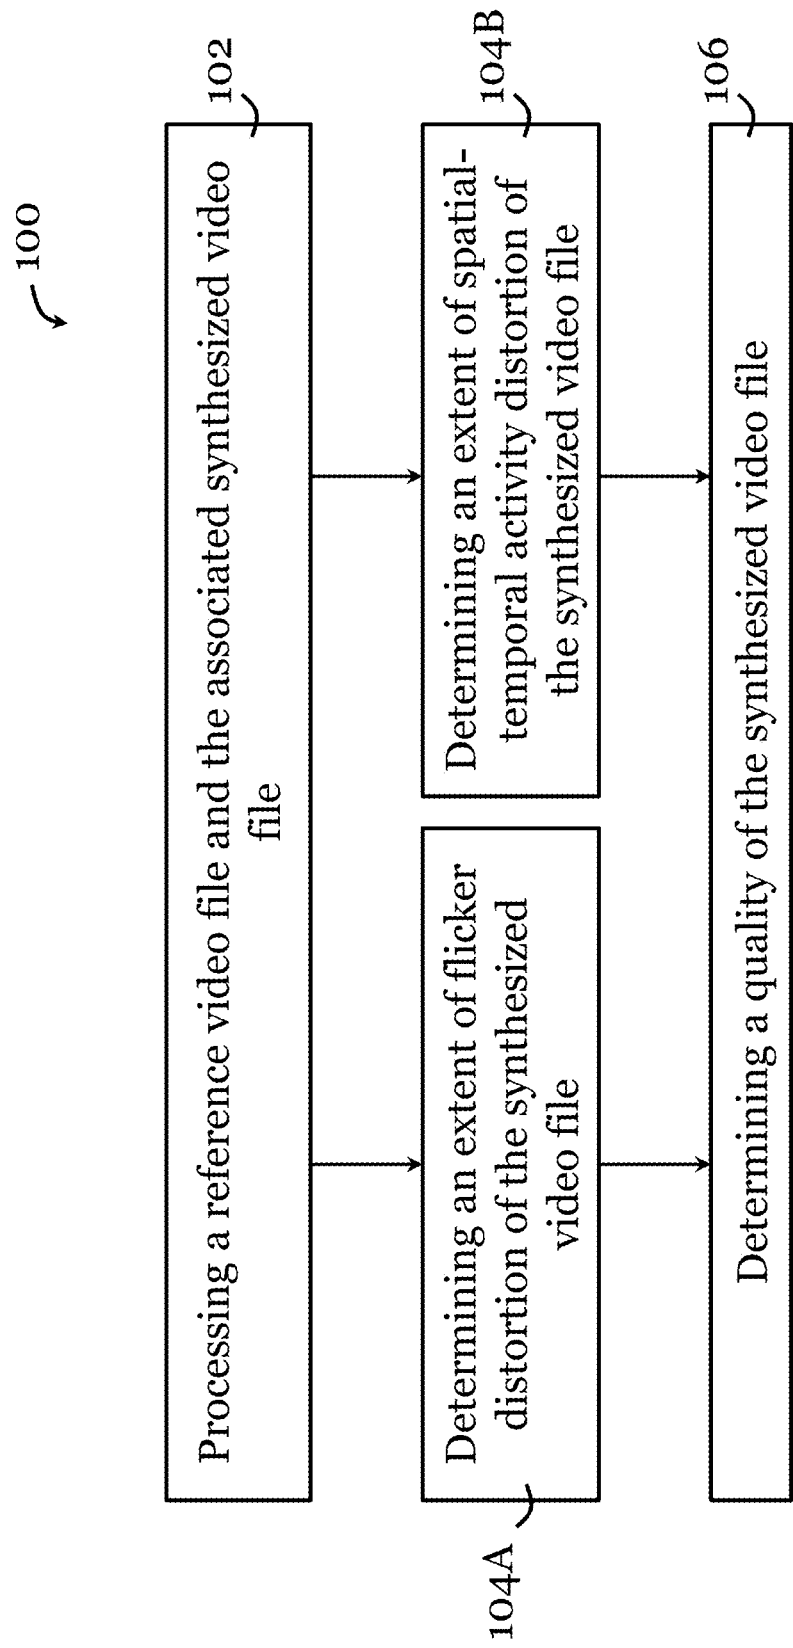 100
102
Processing a reference video file and the associated synthesized video
file
104A
Determining an extent of flicker
distortion of the synthesized
video file
104B
Determining an extent of spatial-
temporal activity distortion of
the synthesized video file
106
Determining a quality of the synthesized video file